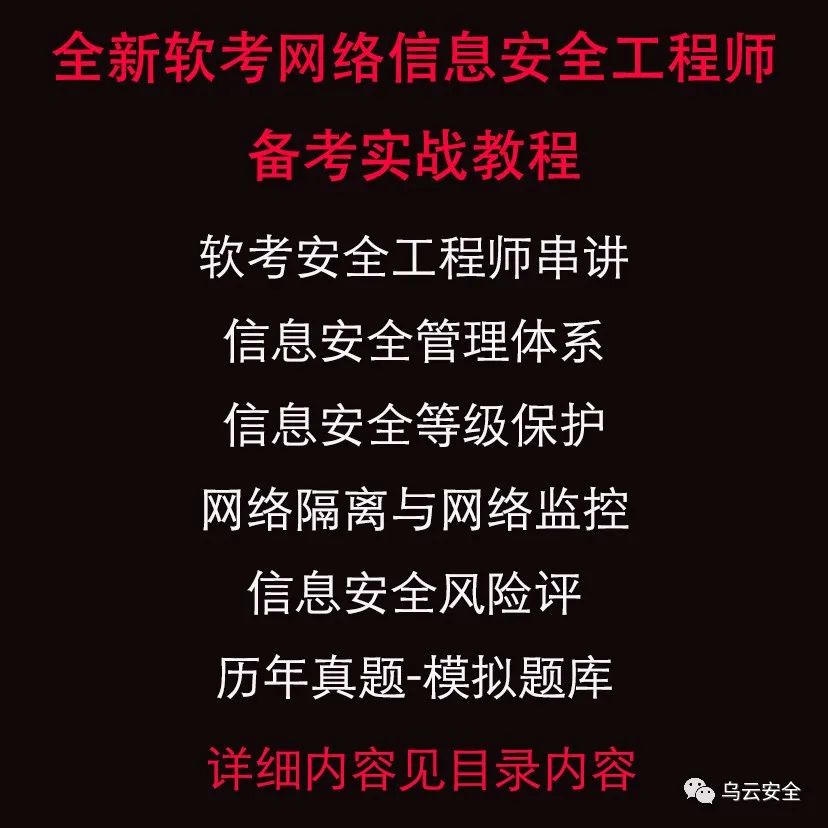 全新软考网络信息安全工程师
备考实战教程
软考安全工程师串讲
信息安全管理体系
信息安全等级保护
网络隔离与网络监控
信息安全风险评
历年真题-模拟题库
详细内容见目录内容
乌云安全